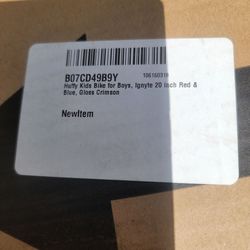 B07CD49B9Y
Huffy Kids Bike for Boys, Ignyte 20 inch Red &
Blue, Gloss Crimson
NewItem